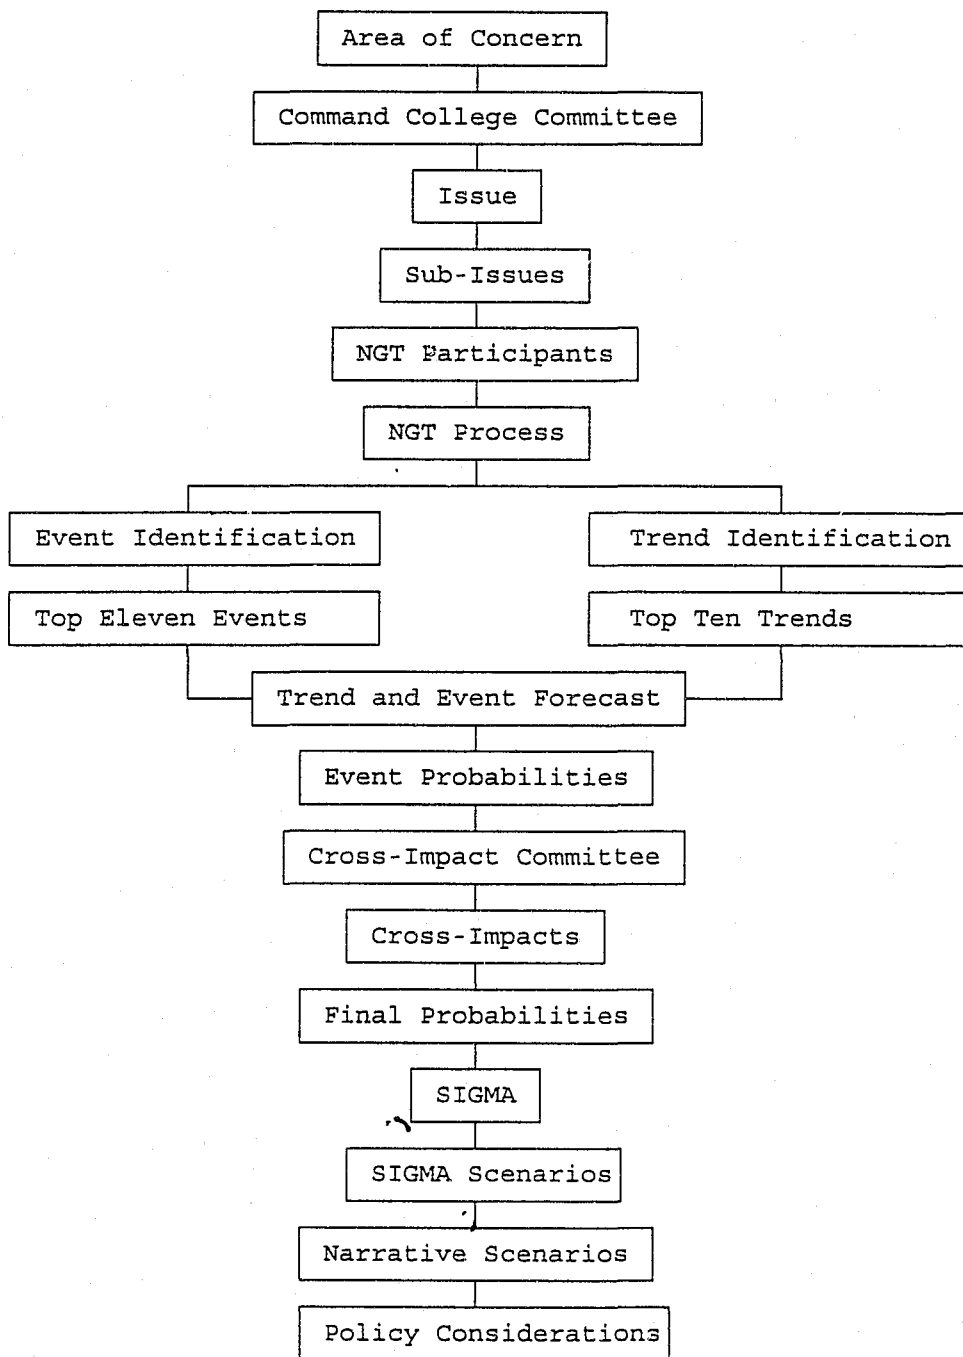 Area of Concern
Command College Committee
Issue
Sub-Issues
NGT Participants
NGT Process
Event Identification
Trend Identification
Top Eleven Events
Top Ten Trends
Trend and Event Forecast
Event Probabilities
Cross-Impact Committee
Cross-Impacts
Final Probabilities
SIGMA
SIGMA Scenarios
Narrative Scenarios
Policy Considerations